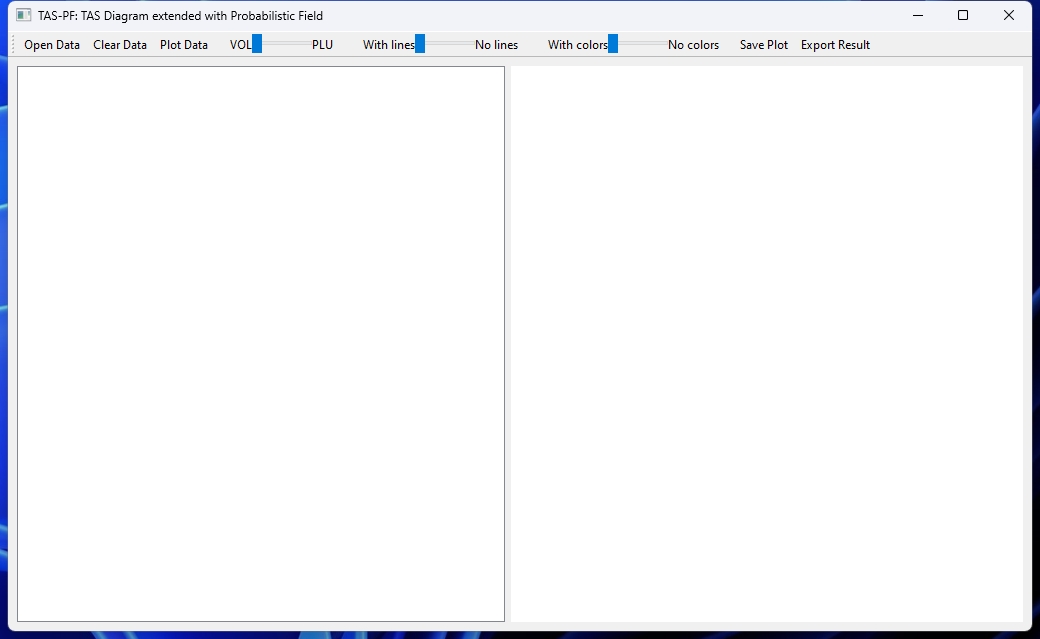 TAS-PF: TAS Diagram extended with Probabilistic Field
Open Data Clear Data Plot Data VOL PLU With lines No lines With colors No colors Save Plot Export Result